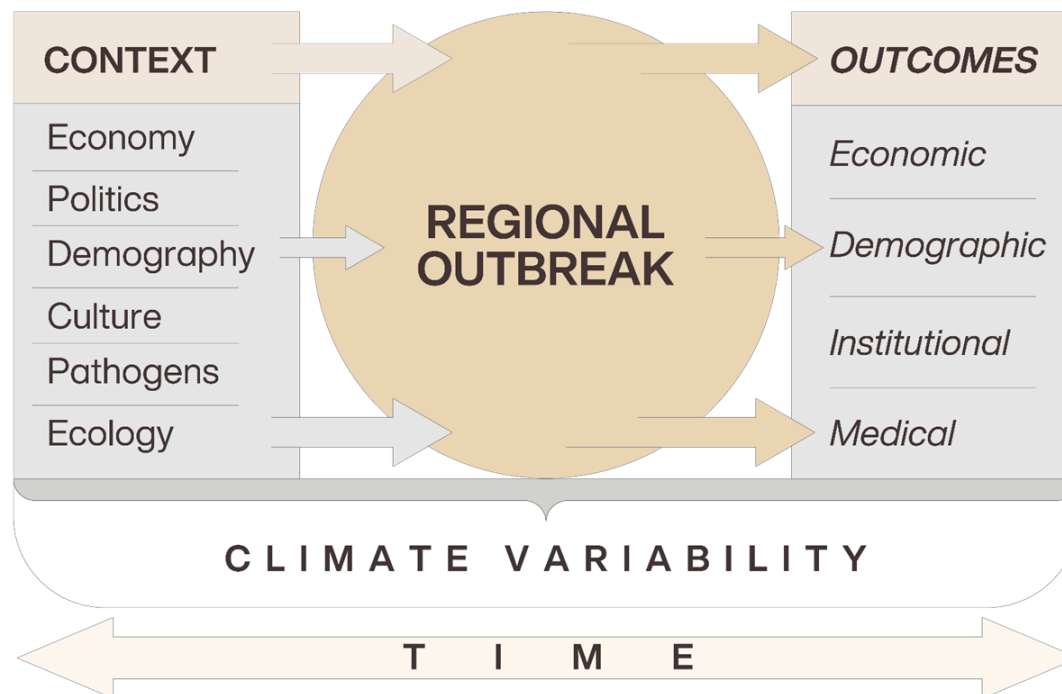 CONTEXT
Economy
Politics
Demography
Culture
Pathogens
Ecology
REGIONAL
OUTBREAK
OUTCOMES
Economic
Demographic
Institutional
Medical
CLIMATE VARIABILITY
TIME